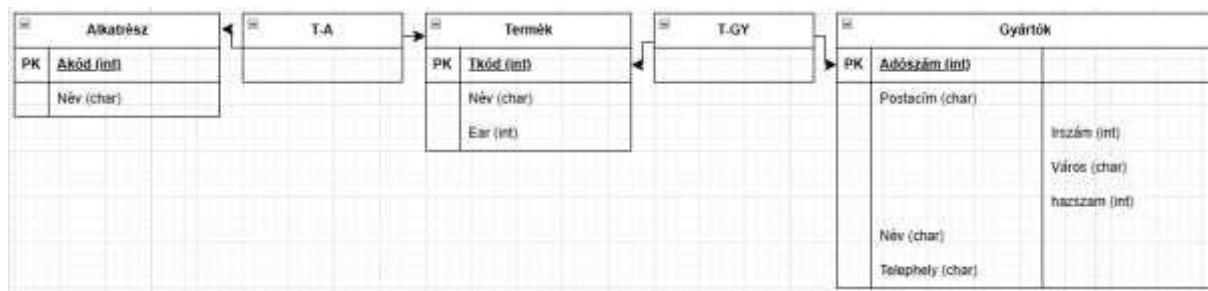 Alkatrész
PK Akód (int)
Név (char)
T-A
Termék
PK Tkód (int)
Név (char)
Ear (int)
T-GY
Gyártók
PK Adószám (int)
Postacím (char)
Irszám (int)
Város (char)
hazszam (int)
Név (char)
Telephely (char)